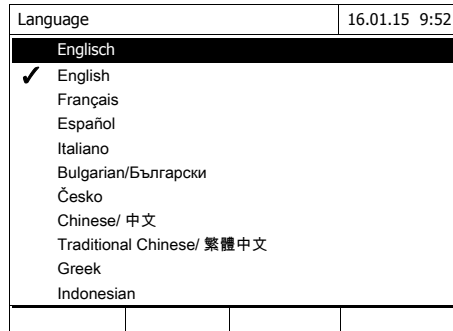 Language 16.01.15 9:52
Englisch
✓ English
Français
Español
Italiano
Bulgarian/Български
Česko
Chinese/ 中文
Traditional Chinese/ 繁體中文
Greek
Indonesian